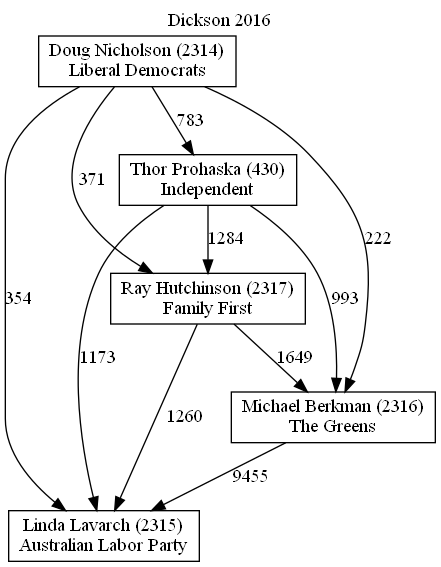 Dickson 2016
Doug Nicholson (2314)
Liberal Democrats
783
Thor Prohaska (430)
Independent
371
1284
222
Ray Hutchinson (2317)
Family First
354
993
1173
1649
1260
Michael Berkman (2316)
The Greens
9455
Linda Lavarch (2315)
Australian Labor Party